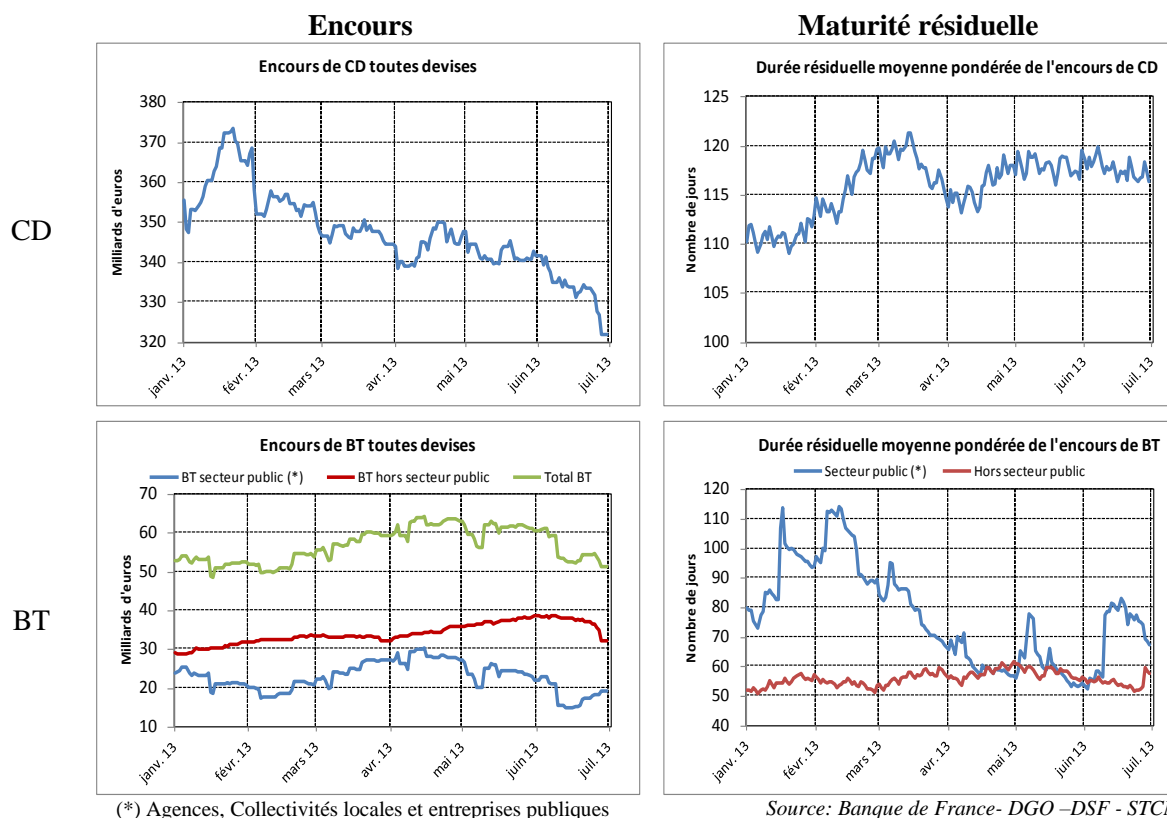 Encours
Maturité résiduelle
CD
Encours de CD toutes devises
Milliards d'euros
380
370
360
350
340
330
320
janv. 13
févr. 13
mars 13
avr. 13
mai 13
juin 13
juil. 13
Durée résiduelle moyenne pondérée de l'encours de CD
Nombre de jours
125
120
115
110
105
100
janv. 13
févr. 13
mars 13
avr. 13
mai 13
juin 13
juil. 13
BT
Encours de BT toutes devises
BT secteur public (*) BT hors secteur public Total BT
Milliards d'euros
70
60
50
40
30
20
10
janv. 13
févr. 13
mars 13
avr. 13
mai 13
juin 13
juil. 13
Durée résiduelle moyenne pondérée de l'encours de BT
Secteur public (*) Hors secteur public
Nombre de jours
120
110
100
90
80
70
60
50
40
janv. 13
févr. 13
mars 13
avr. 13
mai 13
juin 13
juil. 13
(*) Agences, Collectivités locales et entreprises publiques
Source: Banque de France- DGO –DSF -